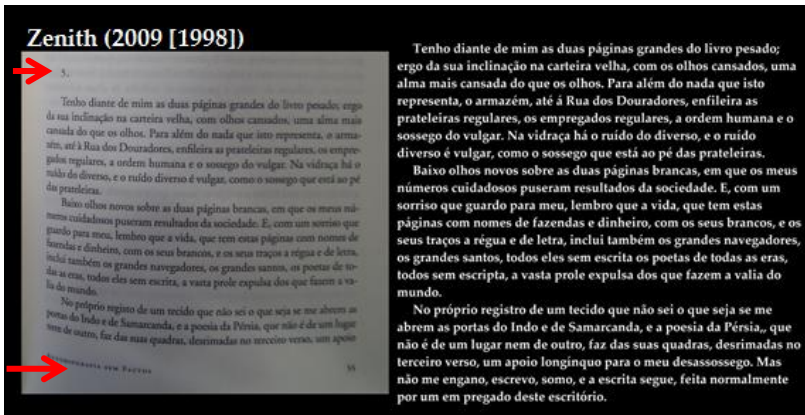 Zenith (2009 [1998])
5.
Tenho diante de mim as duas páginas grandes do livro pesado; ergo
da sua inclinação na carteira velha, com os olhos cansados, uma alma mais
cansada do que os olhos. Para além do nada que isto representa, o arma-
zém, até à Rua dos Douradores, enfileira as prateleiras regulares, os empre-
gados regulares, a ordem humana e o sossego do vulgar. Na vidraça há o
ruído do diverso, e o ruído diverso é vulgar, como o sossego que está ao pé
das prateleiras.
Baixo olhos novos sobre as duas páginas brancas, em que os meus nú-
meros cuidadosos puseram resultados da sociedade. E, com um sorriso que
guardo para meu, lembro que a vida, que tem estas páginas com nomes de
fazendas e dinheiro, com os seus brancos, e os seus traços a régua e de letra,
inclui também os grandes navegadores, os grandes santos, os poetas de to-
das as eras, todos eles sem escrita, a vasta prole expulsa dos que fazem a va-
lia do mundo.
No próprio registo de um tecido que não sei o que seja se me abrem as
portas do Indo e de Samarcanda, e a poesia da Pérsia, que não é de um lugar
nem de outro, faz das suas quadras, desrimadas no terceiro verso, um apoio
AUTOBIOGRAFIA SEM FACTOS
Tenho diante de mim as duas páginas grandes do livro pesado;
ergo da sua inclinação na carteira velha, com os olhos cansados, uma
alma mais cansada do que os olhos. Para além do nada que isto
representa, o armazém, até á Rua dos Douradores, enfileira as
prateleiras regulares, os empregados regulares, a ordem humana e o
sossego do vulgar. Na vidraça há o ruído do diverso, e o ruído
diverso é vulgar, como o sossego que está ao pé das prateleiras.
Baixo olhos novos sobre as duas páginas brancas, em que os meus
números cuidadosos puseram resultados da sociedade. E, com um
sorriso que guardo para meu, lembro que a vida, que tem estas
páginas com nomes de fazendas e dinheiro, com os seus brancos, e os
seus traços a régua e de letra, inclui também os grandes navegadores,
os grandes santos, todos eles sem escrita os poetas de todas as eras,
todos sem escripta, a vasta prole expulsa dos que fazem a valia do
mundo.
No próprio registro de um tecido que não sei o que seja se me
abrem as portas do Indo e de Samarcanda, e a poesia da Pérsia,, que
não é de um lugar nem de outro, faz das suas quadras, desrimadas no
terceiro verso, um apoio longínquo para o meu desassossego. Mas
não me engano, escrevo, somo, e a escrita segue, feita normalmente
por um em pregado deste escritório.